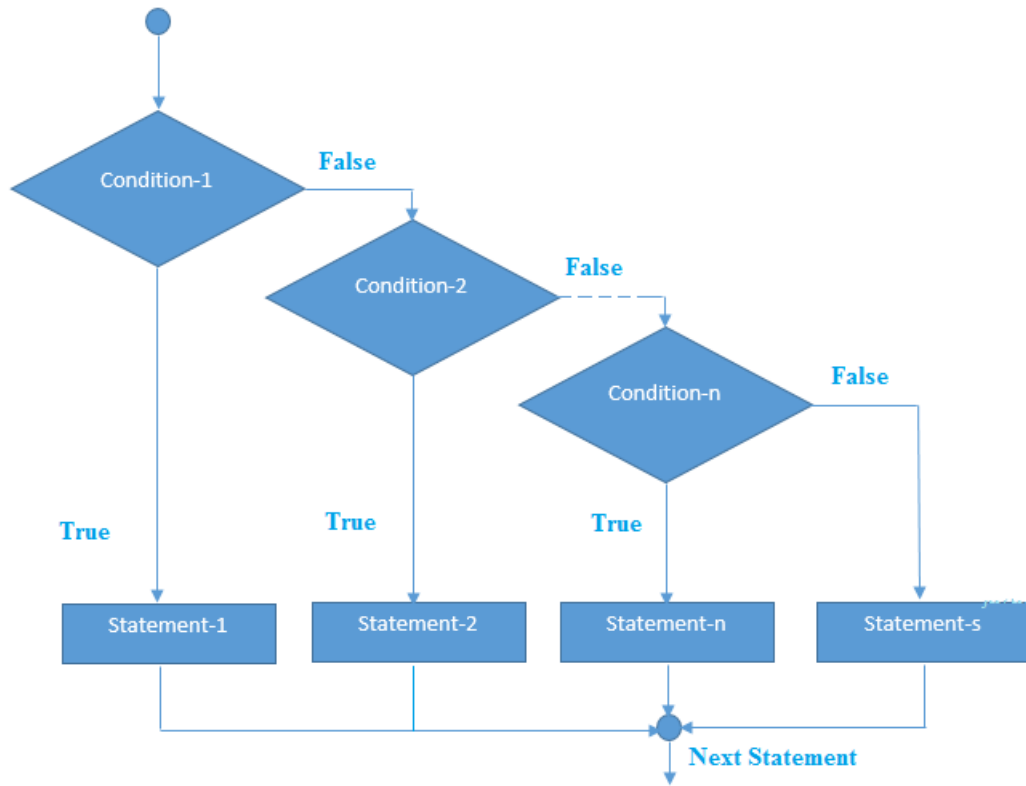 Condition-1
False
Condition-2
False
Condition-n
False
True
True
True
Statement-1
Statement-2
Statement-n
Statement-s
Next Statement